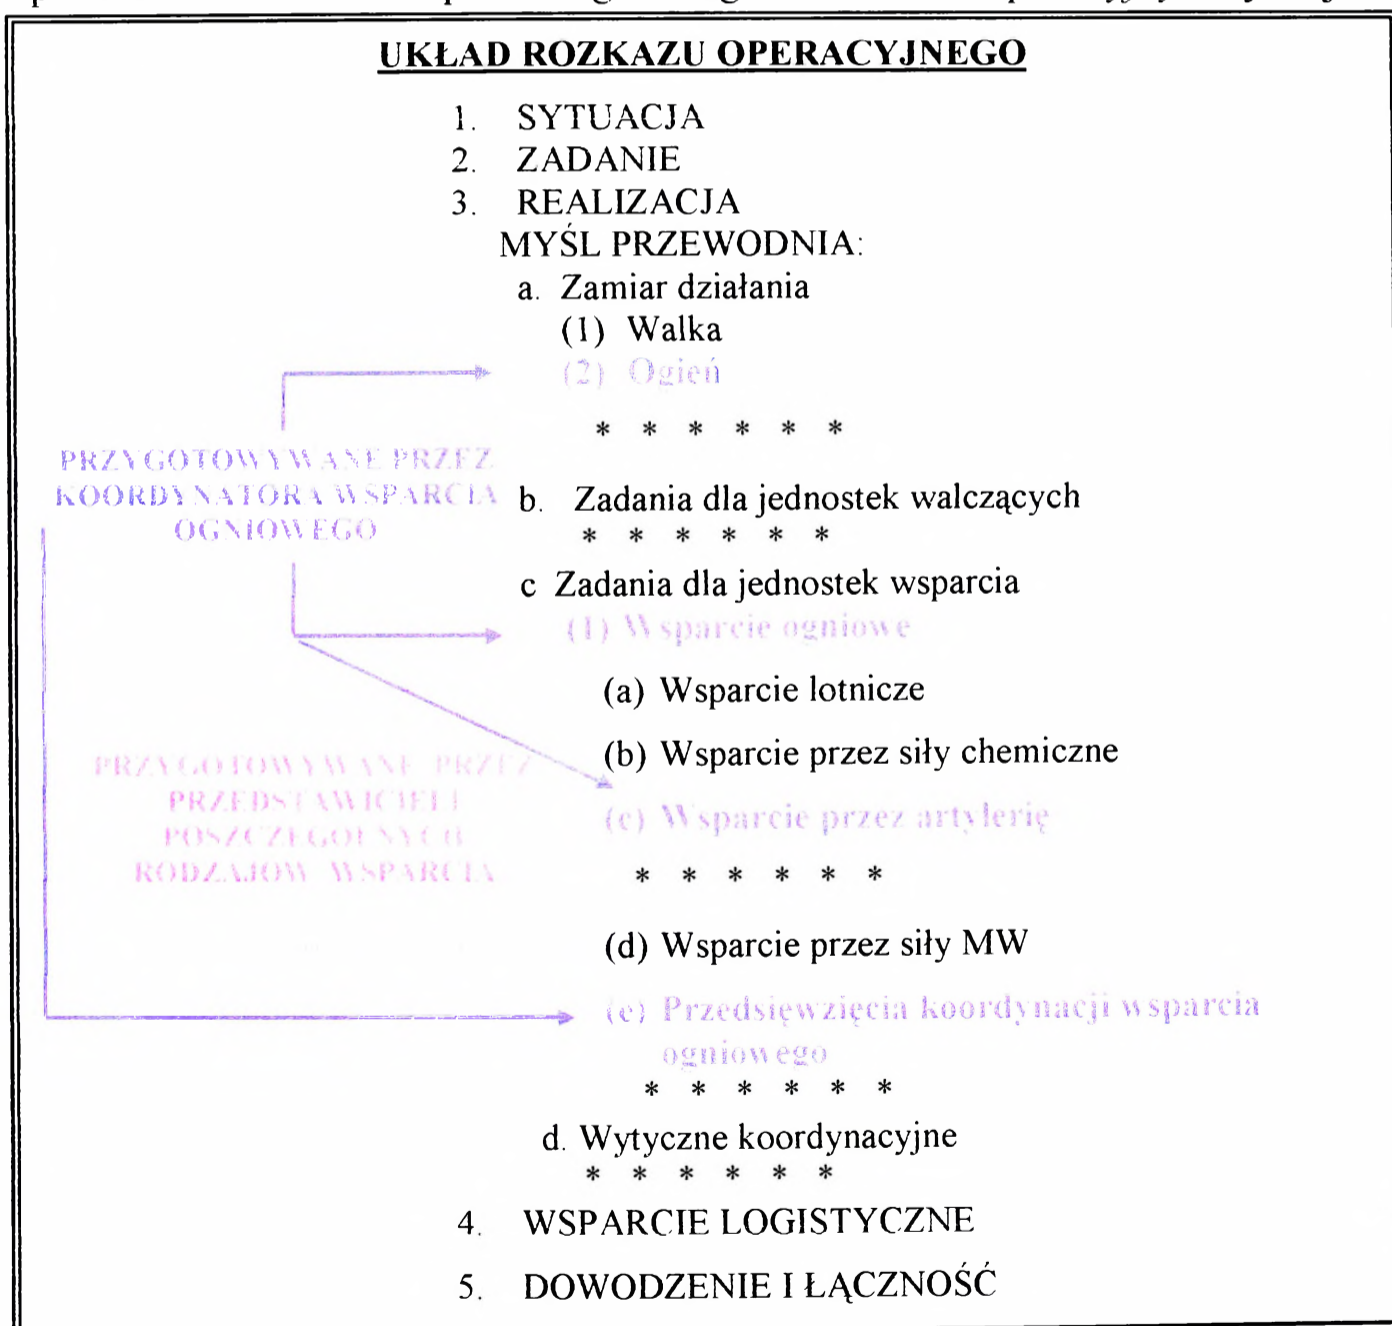 UKŁAD ROZKAZU OPERACYJNEGO
1. SYTUACJA
2. ZADANIE
3. REALIZACJA
MYŚL PRZEWODNIA:
a. Zamiar działania
(1) Walka
(2) Ogień
* * * * * *
PRZYGOTOWYWANE PRZEZ
KOORDYNATORA WSPARCIA
OGNIOWEGO
b. Zadania dla jednostek walczących
* * * * * *
c Zadania dla jednostek wsparcia
(1) Wsparcie ogniowe
(a) Wsparcie lotnicze
(b) Wsparcie przez siły chemiczne
PRZYGOTOWYWANE PRZEZ
PRZEDSTAWICIELI
POSZCZEGÓLNYCH
RODZAJÓW WSPARCIA
(c) Wsparcie przez artylerię
* * * * * *
(d) Wsparcie przez siły MW
(e) Przedsięwzięcia koordynacji wsparcia
ogniowego
* * * * * *
d. Wytyczne koordynacyjne
* * * * * *
4. WSPARCIE LOGISTYCZNE
5. DOWODZENIE I ŁĄCZNOŚĆ